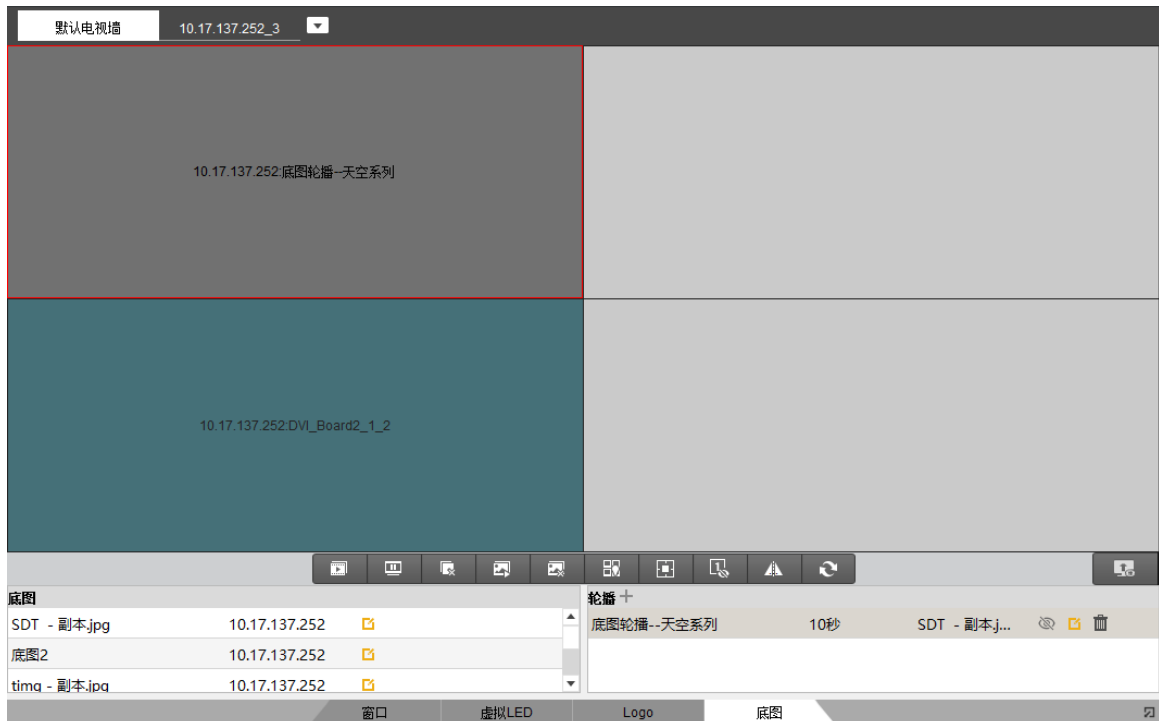 默认电视墙 10.17.137.252_3
10.17.137.252:底图轮播--天空系列
10.17.137.252:DVI_Board2_1_2
底图
SDT - 副本.jpg 10.17.137.252
底图2 10.17.137.252
timg - 副本.jpg 10.17.137.252
轮播
底图轮播--天空系列 10秒 SDT - 副本.j...
窗口 虚拟LED Logo 底图